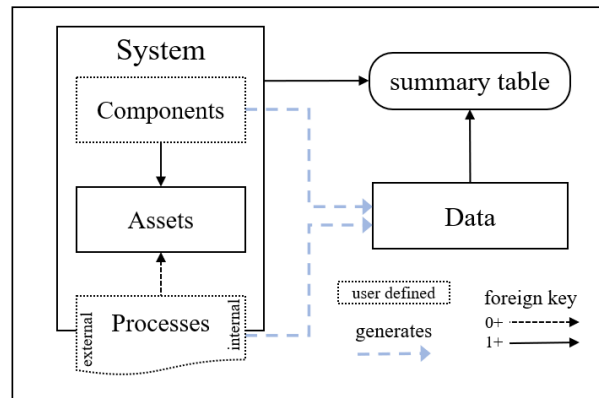 System
summary table
Components
Assets
Data
Processes
external
internal
user defined
generates
foreign key
0+
1+